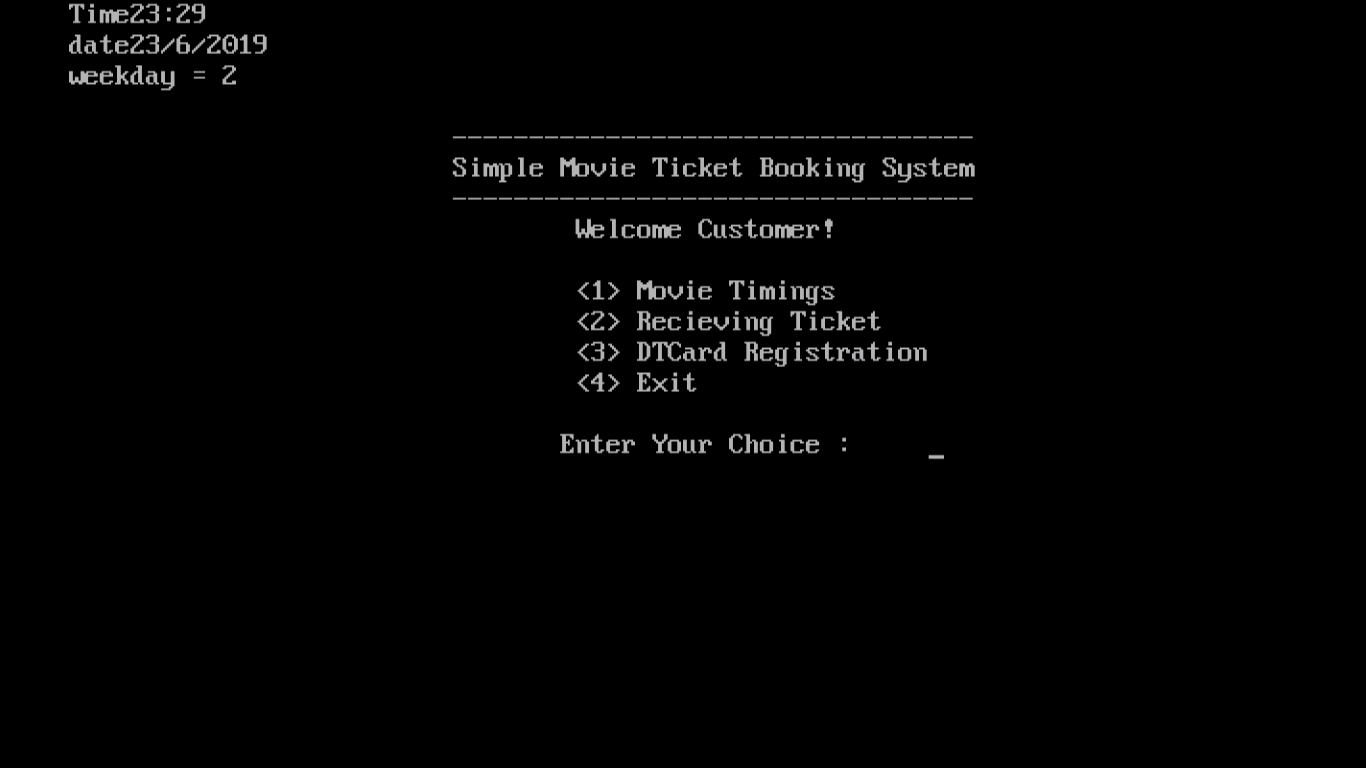 Time23:29
date23/6/2019
weekday = 2
----------------------------------
Simple Movie Ticket Booking System
----------------------------------
Welcome Customer!
<1> Movie Timings
<2> Recieving Ticket
<3> DTCard Registration
<4> Exit
Enter Your Choice : _